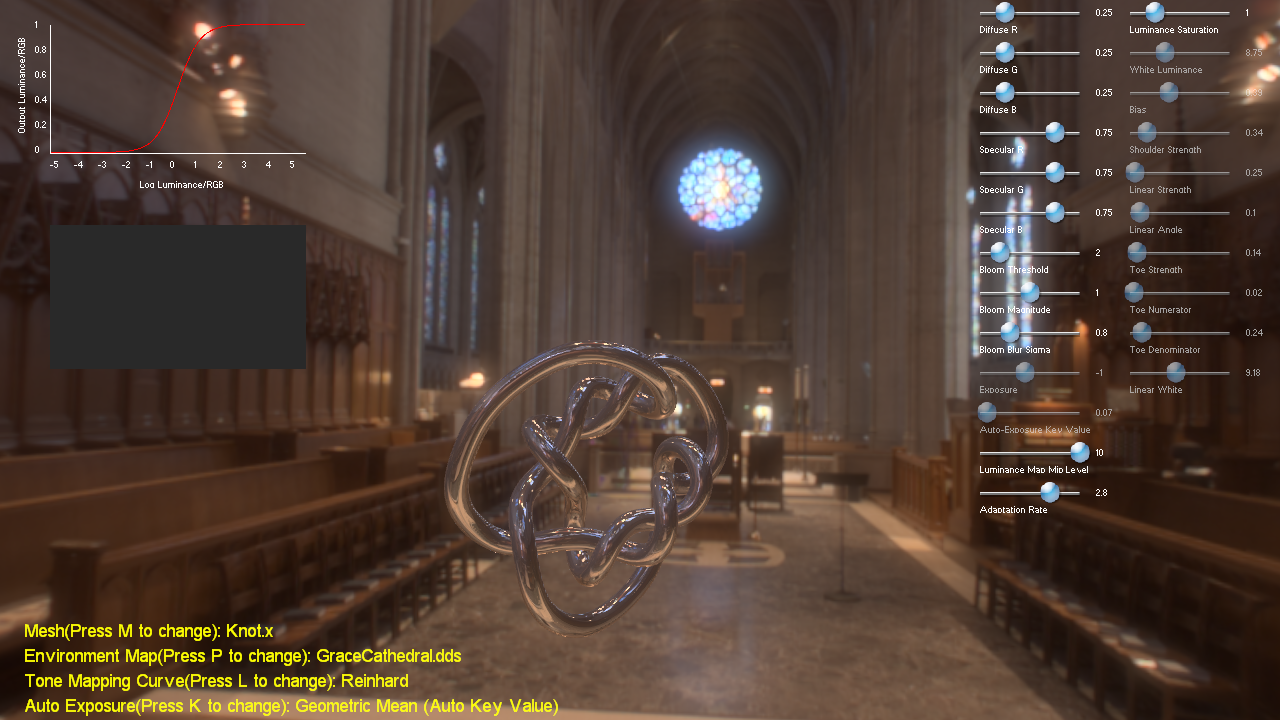 1
0.8
0.6
0.4
0.2
0
Output Luminance/RGB
-5 -4 -3 -2 -1 0 1 2 3 4 5
Log Luminance/RGB
0.25
Diffuse R
0.25
Diffuse G
0.25
Diffuse B
0.75
Specular R
0.75
Specular G
0.75
Specular B
2
Bloom Threshold
1
Bloom Magnitude
0.8
Bloom Blur Sigma
-1
Exposure
0.07
Auto-Exposure Key Value
10
Luminance Map Mip Level
2.8
Adaptation Rate
1
Luminance Saturation
8.75
White Luminance
Bias
0.34
Shoulder Strength
0.25
Linear Strength
0.1
Linear Angle
0.14
Toe Strength
0.02
Toe Numerator
0.24
Toe Denominator
9.18
Linear White
Mesh(Press M to change): Knot.x
Environment Map(Press P to change): GraceCathedral.dds
Tone Mapping Curve(Press L to change): Reinhard
Auto Exposure(Press K to change): Geometric Mean (Auto Key Value)